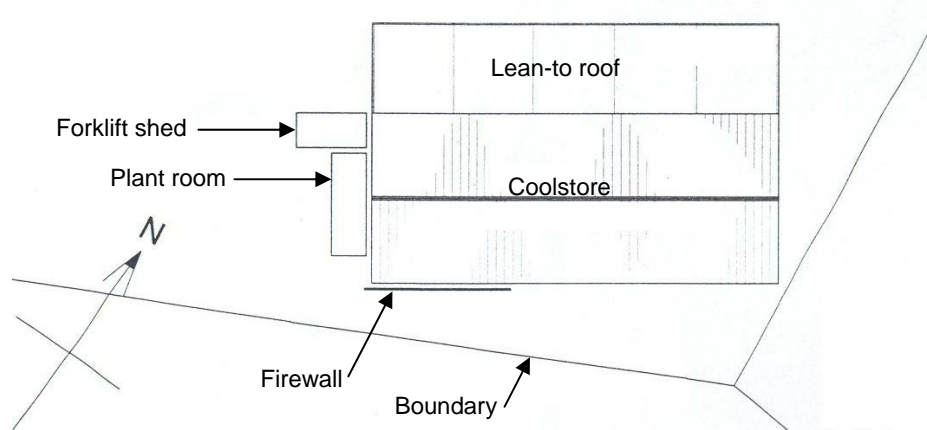 Lean-to roof
Forklift shed
Plant room
Coolstore
N
Firewall
Boundary